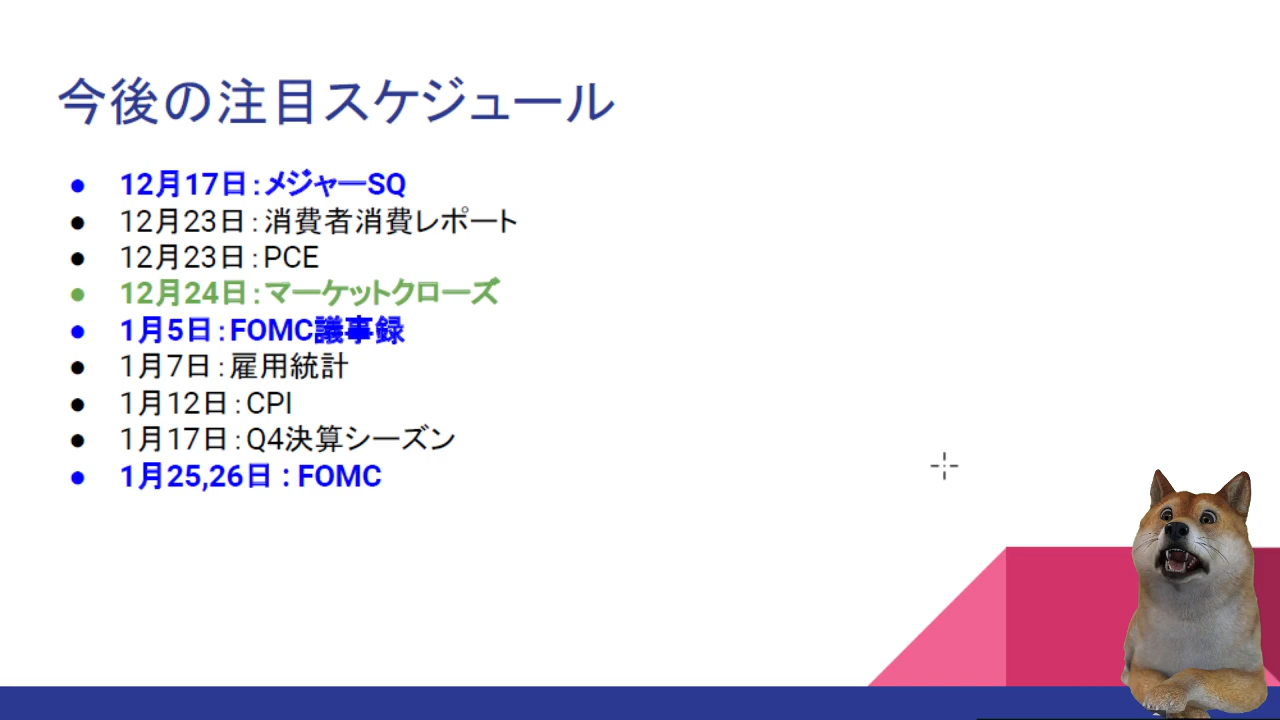 今後の注目スケジュール
● 12月17日：メジャーSQ
● 12月23日：消費者消費レポート
● 12月23日：PCE
● 12月24日：マーケットクローズ
● 1月5日：FOMC議事録
● 1月7日：雇用統計
● 1月12日：CPI
● 1月17日：Q4決算シーズン
● 1月25,26日：FOMC